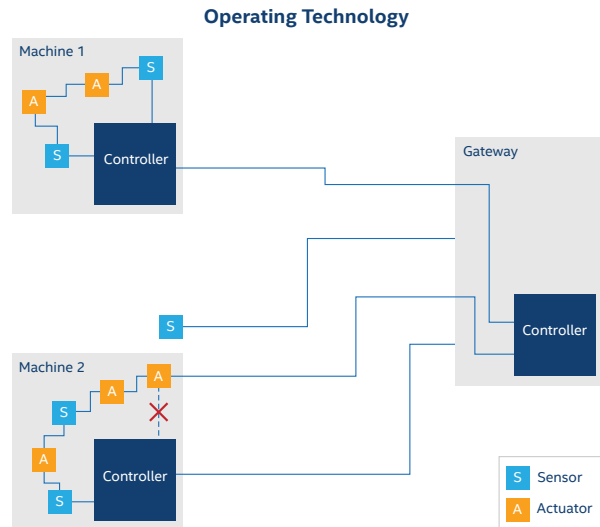 Operating Technology
Machine 1
S
A
A
S
Controller
Gateway
S
Controller
Machine 2
A
A
S
A
S
Controller
S Sensor
A Actuator